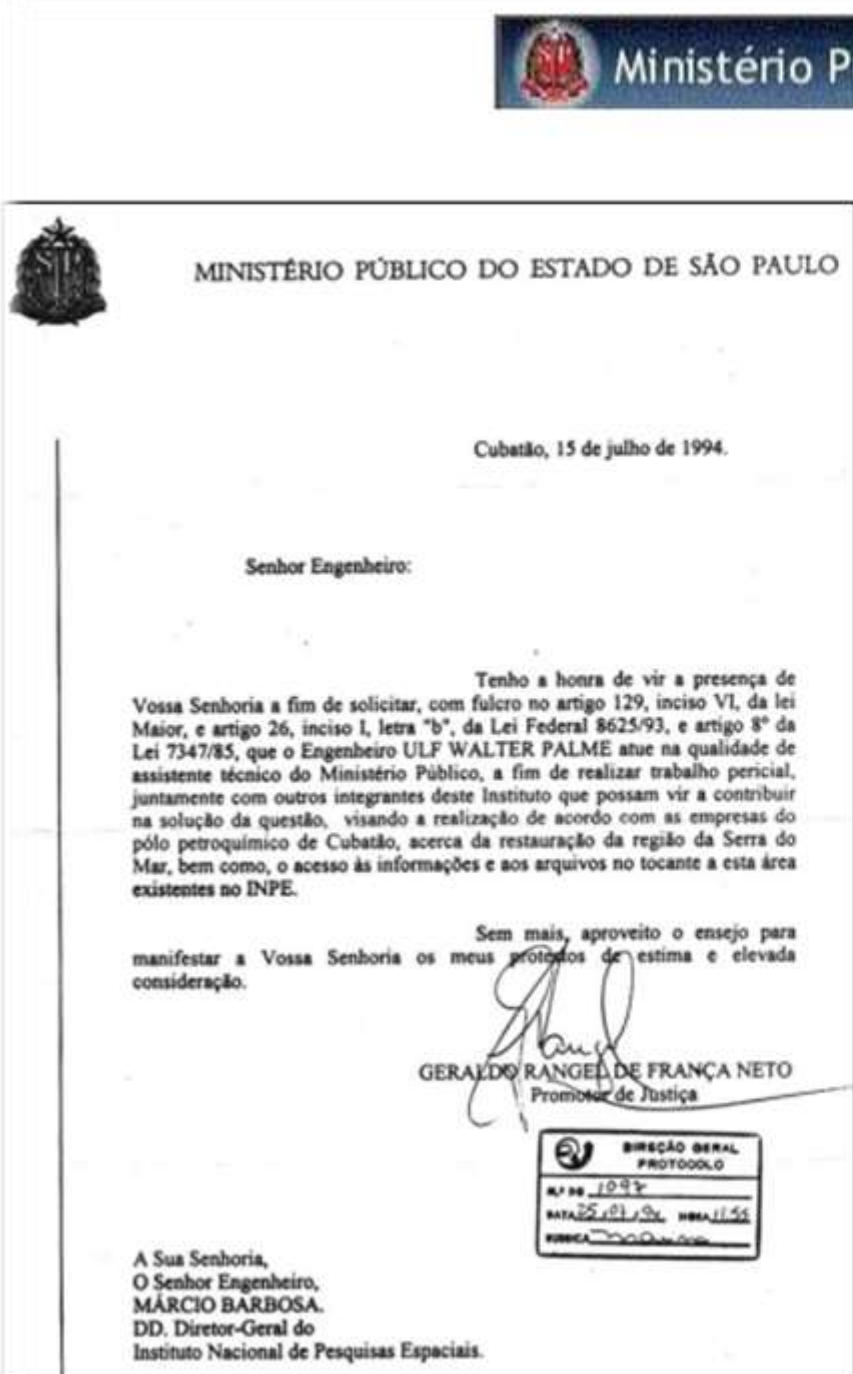 Ministério P
MINISTÉRIO PÚBLICO DO ESTADO DE SÃO PAULO
Cubatão, 15 de julho de 1994.
Senhor Engenheiro:
Tenho a honra de vir a presença de
Vossa Senhoria a fim de solicitar, com fulcro no artigo 129, inciso VI, da lei
Maior, e artigo 26, inciso I, letra "b", da Lei Federal 8625/93, e artigo 8º da
Lei 7347/85, que o Engenheiro ULF WALTER PALME atue na qualidade de
assistente técnico do Ministério Público, a fim de realizar trabalho pericial,
juntamente com outros integrantes deste Instituto que possam vir a contribuir
na solução da questão, visando a realização de acordo com as empresas do
pólo petroquímico de Cubatão, acerca da restauração da região da Serra do
Mar, bem como, o acesso às informações e aos arquivos no tocante a esta área
existentes no INPE.
Sem mais, aproveito o ensejo para
manifestar a Vossa Senhoria os meus protestos de estima e elevada
consideração.
GERALDO RANGEL DE FRANÇA NETO
Promotor de Justiça
DIREÇÃO GERAL
PROTOCOLO
DATA HORA 11:55
RUBRICA
A Sua Senhoria,
O Senhor Engenheiro,
MÁRCIO BARBOSA.
DD. Diretor-Geral do
Instituto Nacional de Pesquisas Espaciais.